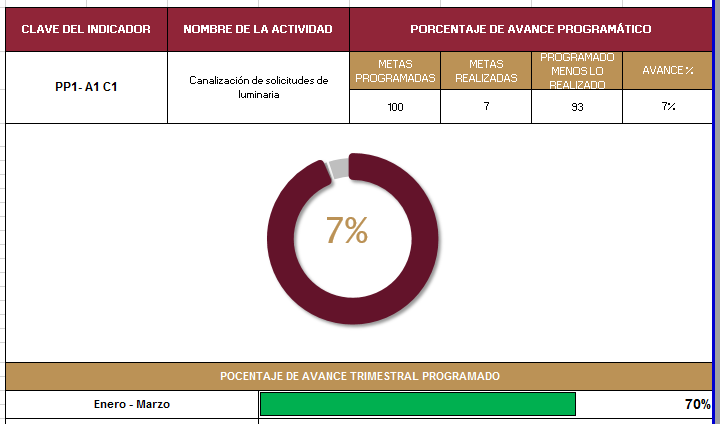 CLAVE DEL INDICADOR
NOMBRE DE LA ACTIVIDAD
PORCENTAJE DE AVANCE PROGRAMÁTICO
PP1- A1 C1
Canalización de solicitudes de
luminaria
METAS
PROGRAMADAS
METAS
REALIZADAS
PROGRAMADO
MENOS LO
REALIZADO
AVANCE %
100
7
93
7%
7%
POCENTAJE DE AVANCE TRIMESTRAL PROGRAMADO
Enero - Marzo
70%